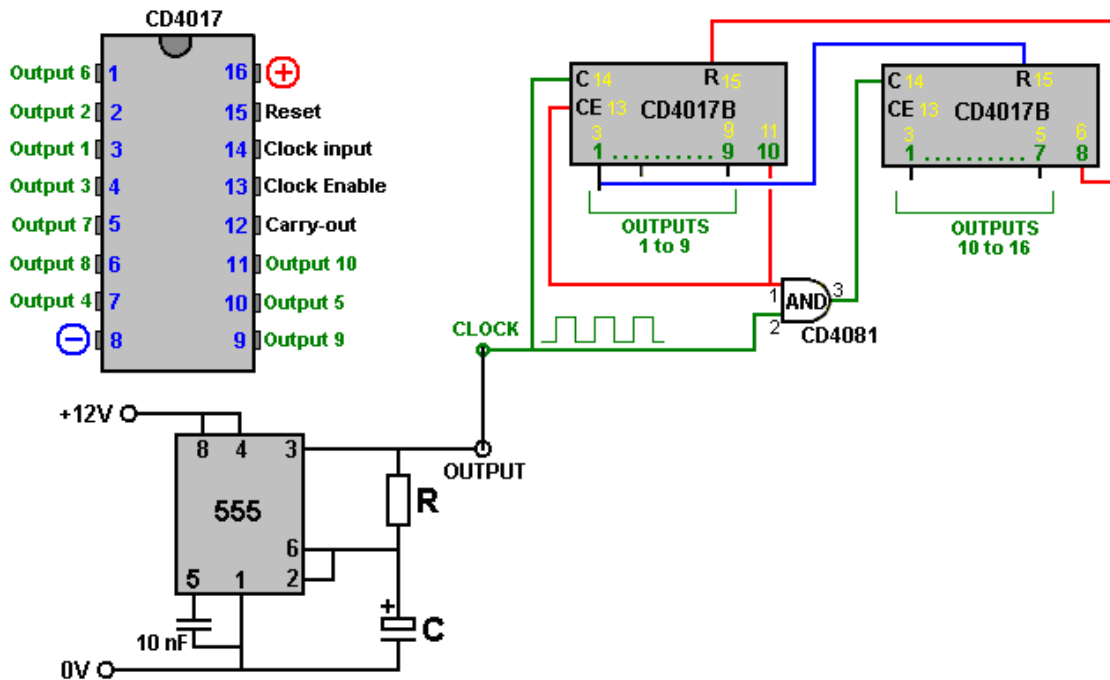 CD4017
Output 6 1 16 +
Output 2 2 15 Reset
Output 1 3 14 Clock input
Output 3 4 13 Clock Enable
Output 7 5 12 Carry-out
Output 8 6 11 Output 10
Output 4 7 10 Output 5
− 8 9 Output 9
C 14 R 15
CE 13 CD4017B
3 9 11
1 . . . . . . . . . 9 10
OUTPUTS
1 to 9
C 14 R 15
CE 13 CD4017B
3 5 6
1 . . . . . . . . . . 7 8
OUTPUTS
10 to 16
1 AND 3
2
CD4081
CLOCK
+12V
8 4 3
OUTPUT
555
R
6
5 1 2
+
10 nF
C
0V